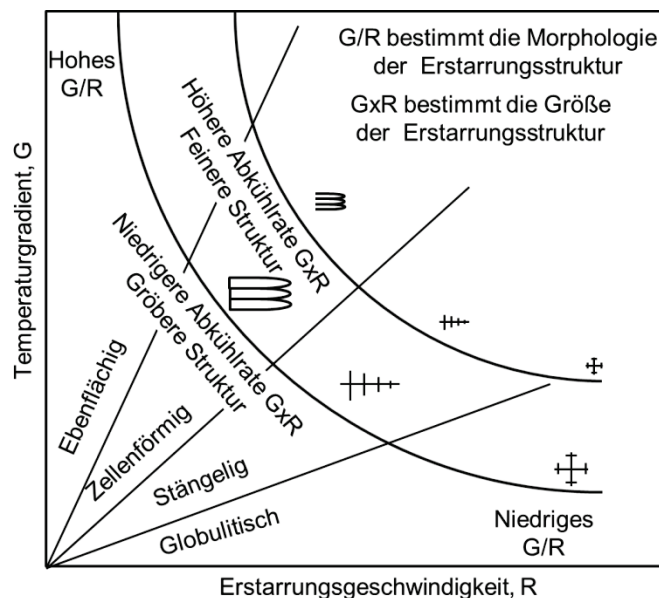 Hohes
G/R
G/R bestimmt die Morphologie
der Erstarrungsstruktur
GxR bestimmt die Größe
der Erstarrungsstruktur
Höhere Abkühlrate GxR
Feinere Struktur
Niedrigere Abkühlrate GxR
Gröbere Struktur
Temperaturgradient, G
Ebenflächig
Zellenförmig
Stängelig
Globulitisch
Niedriges
G/R
Erstarrungsgeschwindigkeit, R